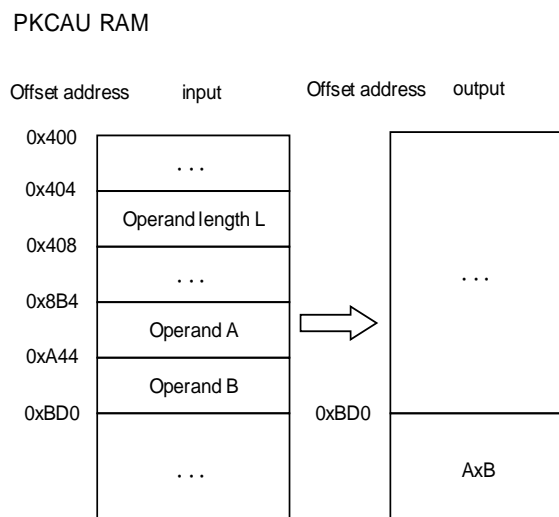 PKCAU RAM
Offset address input Offset address output
0x400
...
0x404
Operand length L
0x408
...
0x8B4
Operand A
0xA44
Operand B
0xBD0
...
...
0xBD0
AxB